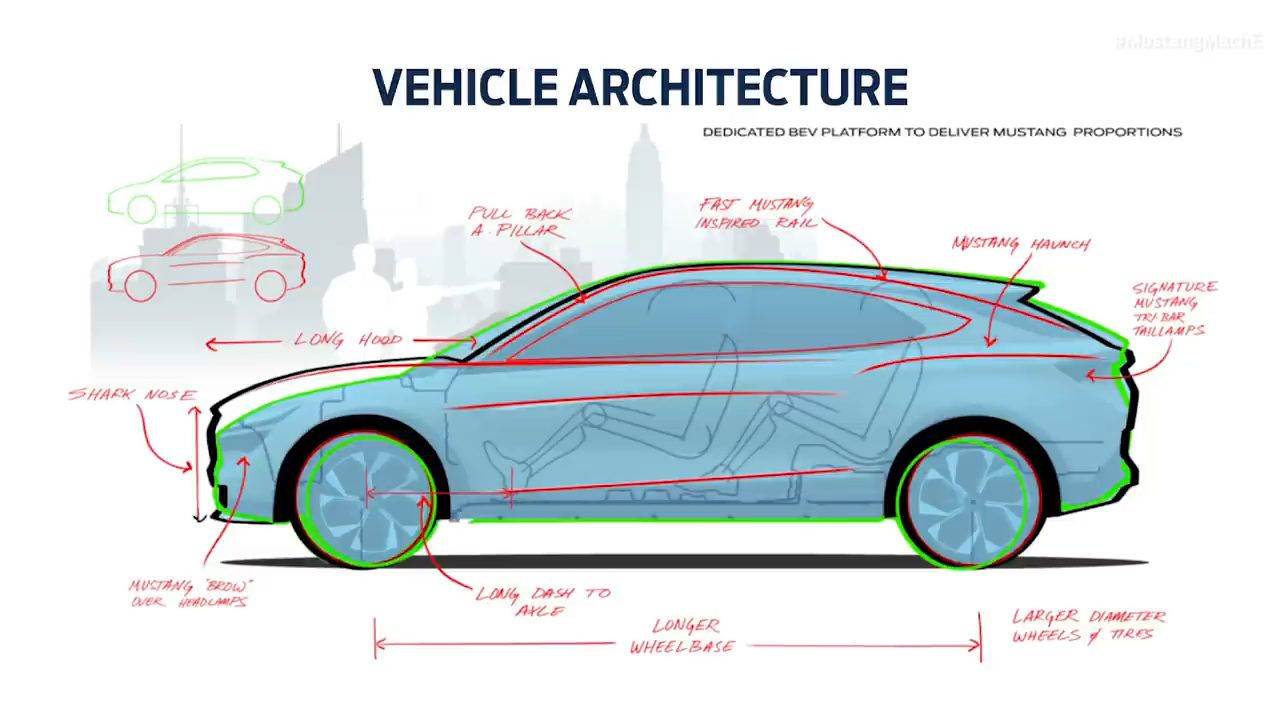 #MustangMachE
VEHICLE ARCHITECTURE
DEDICATED BEV PLATFORM TO DELIVER MUSTANG PROPORTIONS
PULL BACK
A-PILLAR
FAST MUSTANG
INSPIRED RAIL
MUSTANG HAUNCH
SIGNATURE
MUSTANG
TRI-BAR
TAILLAMPS
LONG HOOD
SHARK NOSE
MUSTANG "BROW"
OVER HEADLAMPS
LONG DASH TO
AXLE
LONGER
WHEELBASE
LARGER DIAMETER
WHEELS & TIRES